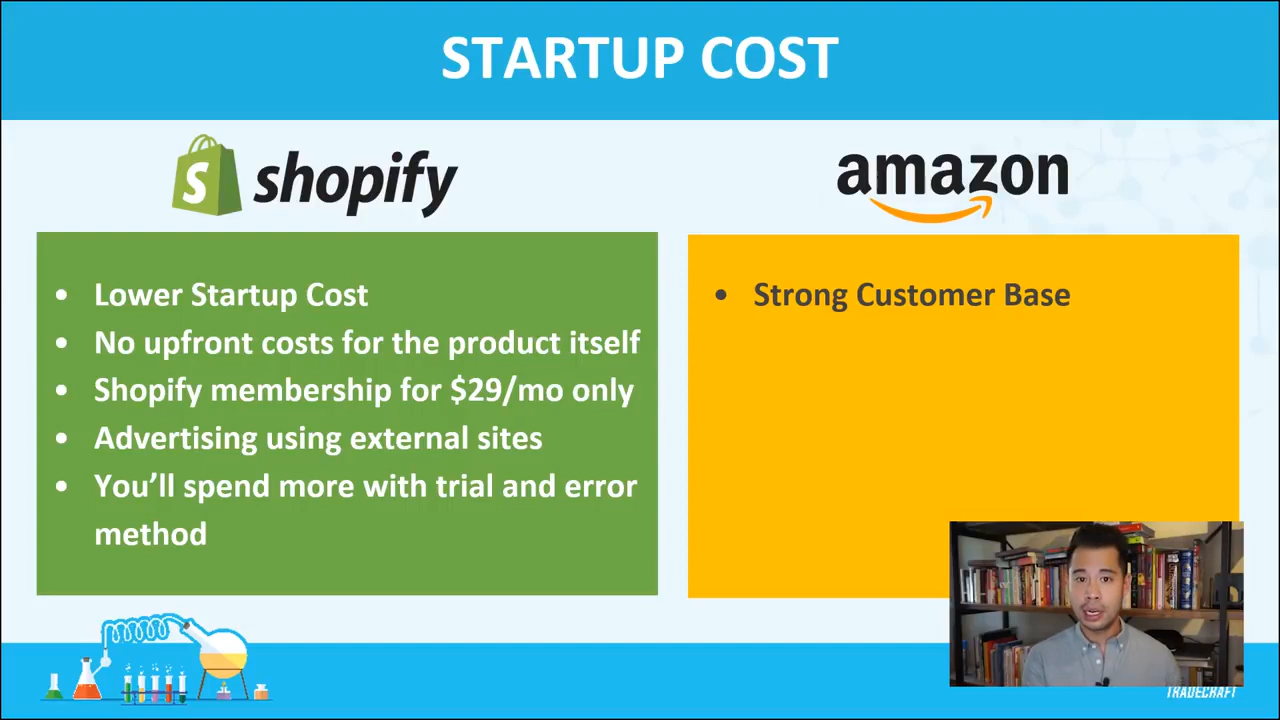 STARTUP COST
shopify
amazon
• Lower Startup Cost
• No upfront costs for the product itself
• Shopify membership for $29/mo only
• Advertising using external sites
• You’ll spend more with trial and error
method
• Strong Customer Base
TRADECRAFT